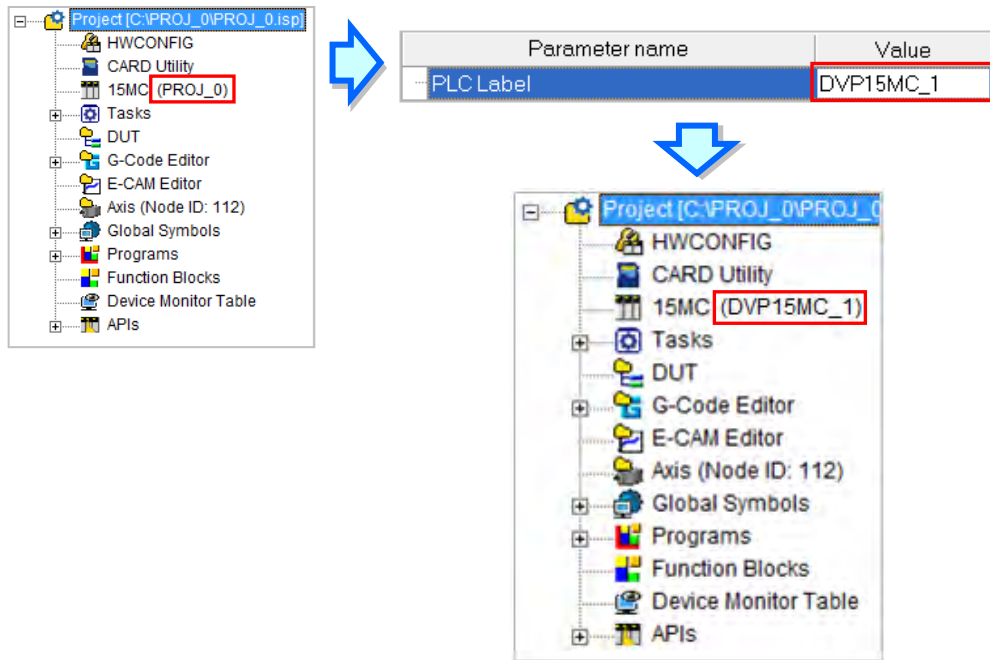 Project [C:\PROJ_0\PROJ_0.isp]
HWCONFIG
CARD Utility
15MC (PROJ_0)
Tasks
DUT
G-Code Editor
E-CAM Editor
Axis (Node ID: 112)
Global Symbols
Programs
Function Blocks
Device Monitor Table
APIs
Parameter name Value
PLC Label DVP15MC_1
Project [C:\PROJ_0\PROJ_0
HWCONFIG
CARD Utility
15MC (DVP15MC_1)
Tasks
DUT
G-Code Editor
E-CAM Editor
Axis (Node ID: 112)
Global Symbols
Programs
Function Blocks
Device Monitor Table
APIs